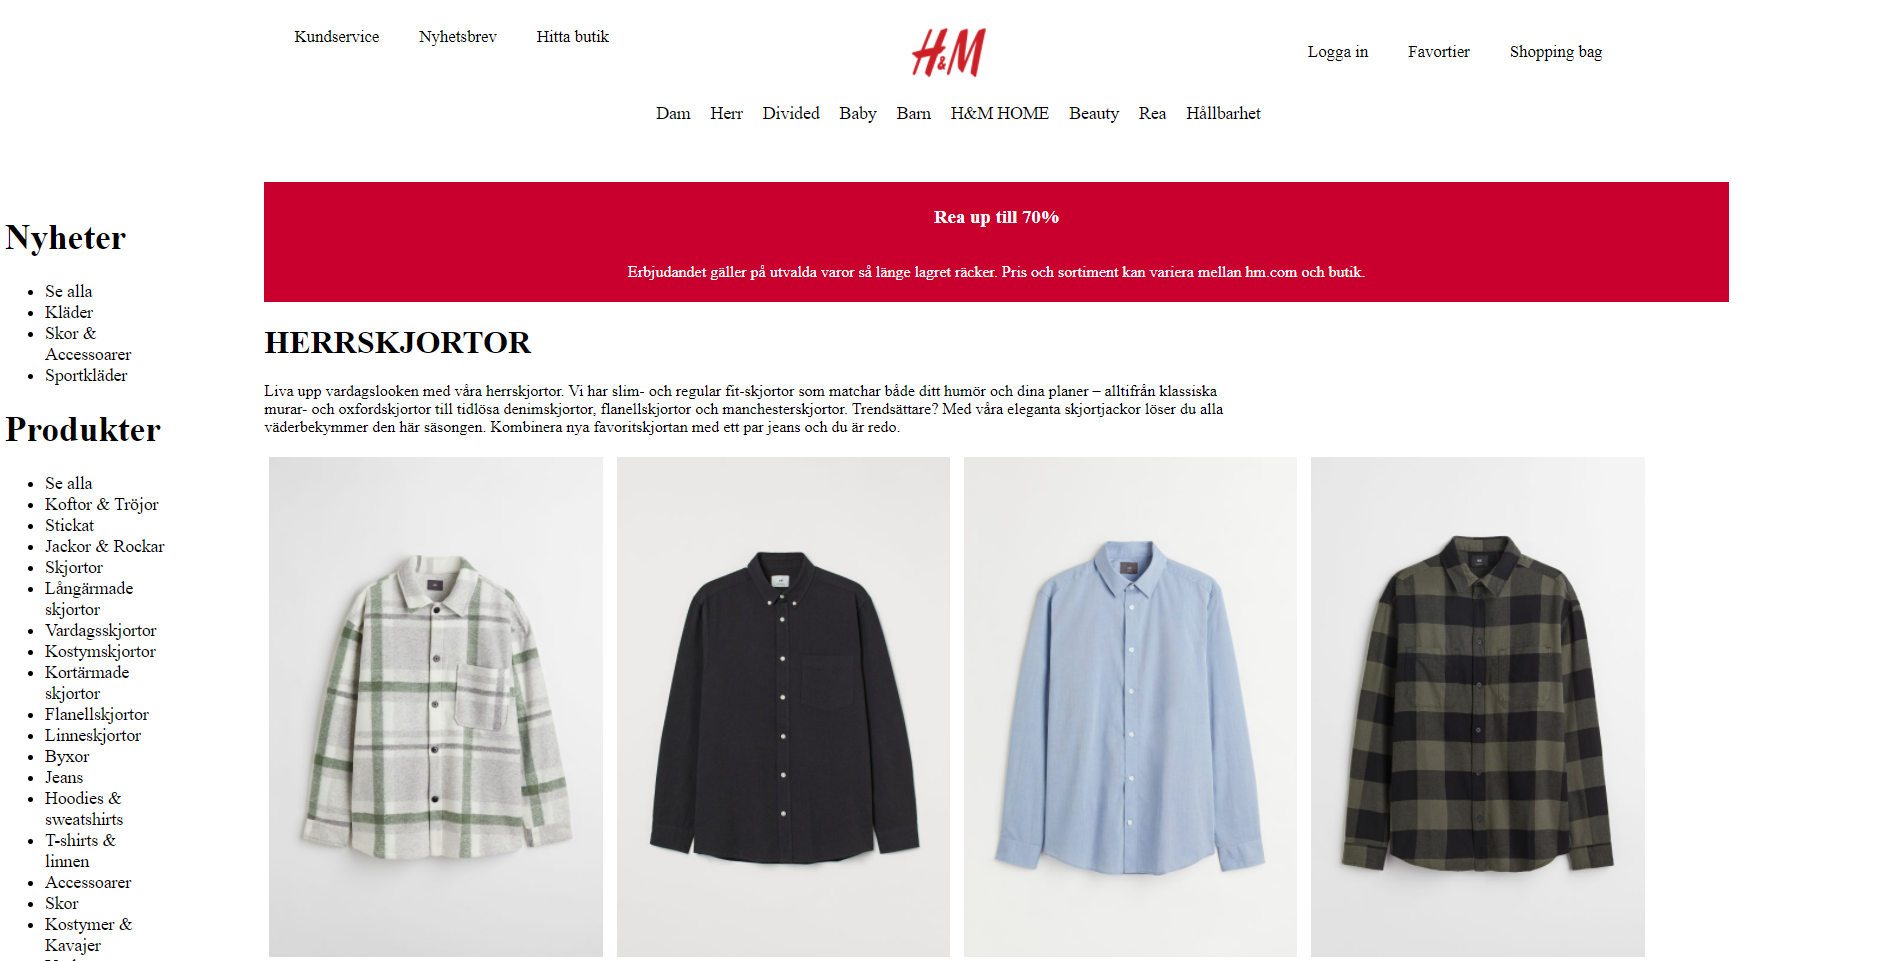 Kundservice Nyhetsbrev Hitta butik
H&M
Logga in Favortier Shopping bag
Dam Herr Divided Baby Barn H&M HOME Beauty Rea Hållbarhet
Rea up till 70%
Erbjudandet gäller på utvalda varor så länge lagret räcker. Pris och sortiment kan variera mellan hm.com och butik.
Nyheter
Se alla
Kläder
Skor &
Accessoarer
Sportkläder
Produkter
Se alla
Koftor & Tröjor
Stickat
Jackor & Rockar
Skjortor
Långärmade
skjortor
Vardagsskjortor
Kostymskjortor
Kortärmade
skjortor
Flanellskjortor
Linneskjortor
Byxor
Jeans
Hoodies &
sweatshirts
T-shirts &
linnen
Accessoarer
Skor
Kostymer &
Kavajer
HERRSKJORTOR
Liva upp vardagslooken med våra herrskjortor. Vi har slim- och regular fit-skjortor som matchar både ditt humör och dina planer – alltifrån klassiska
murar- och oxfordskjortor till tidlösa denimskjortor, flanellskjortor och manchesterskjortor. Trendsättare? Med våra eleganta skjortjackor löser du alla
väderbekymmer den här säsongen. Kombinera nya favoritskjortan med ett par jeans och du är redo.